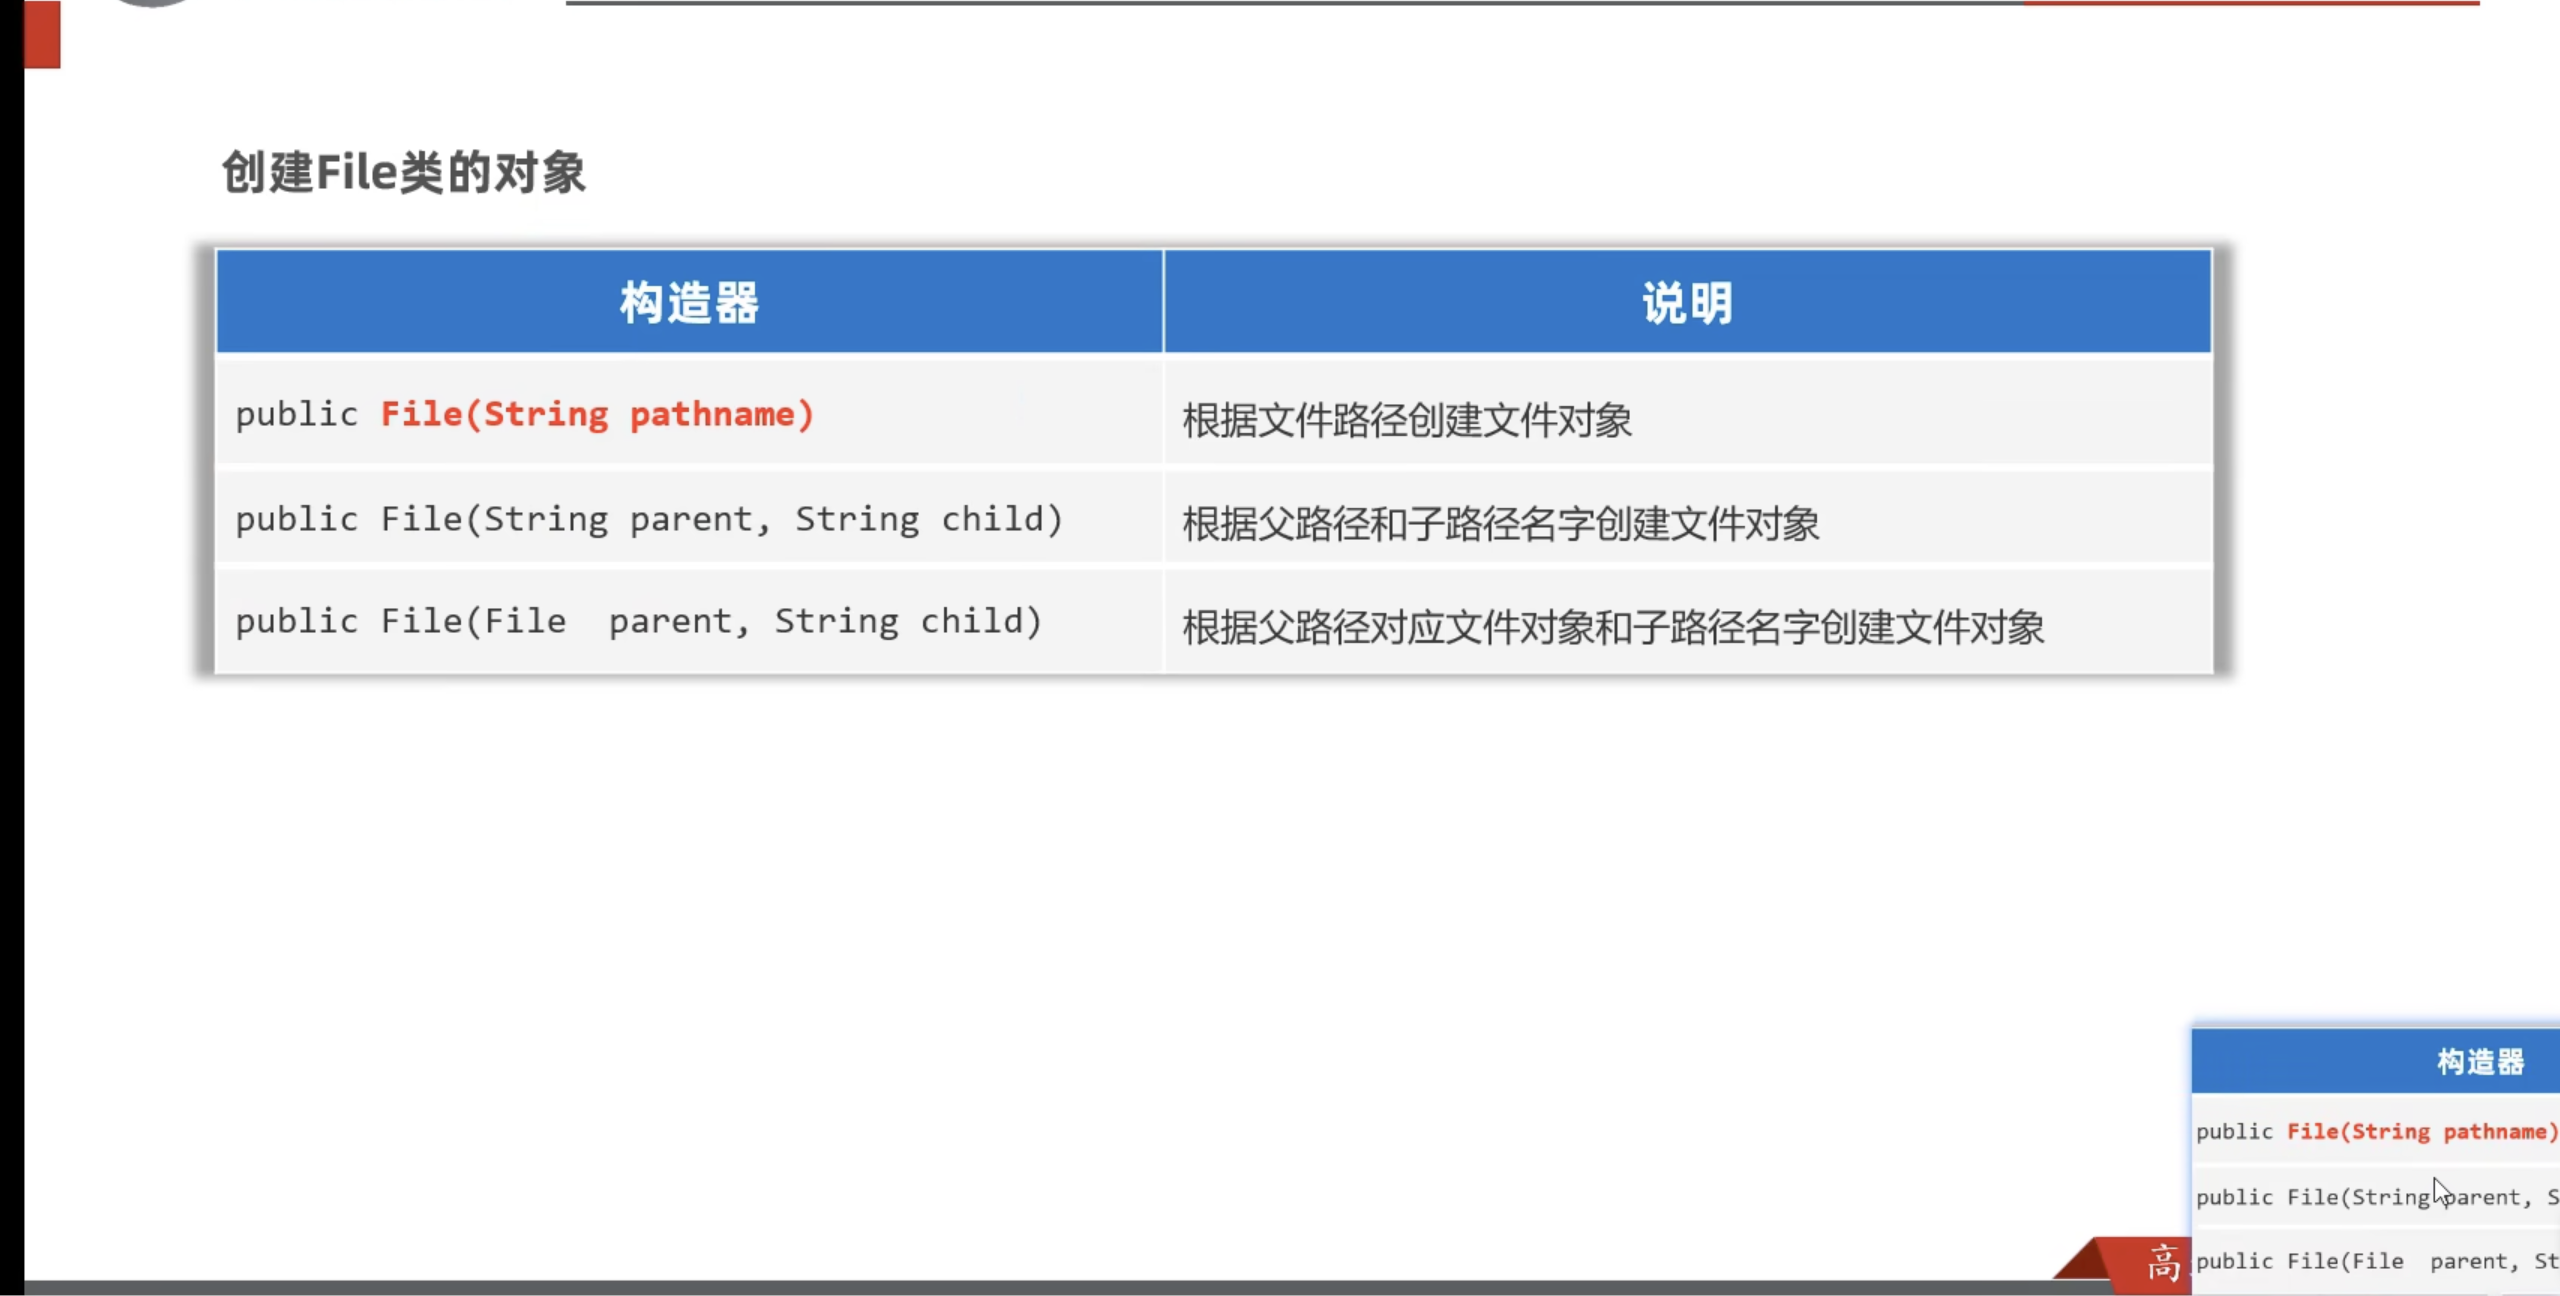 创建File类的对象
构造器 说明
public File(String pathname) 根据文件路径创建文件对象
public File(String parent, String child) 根据父路径和子路径名字创建文件对象
public File(File  parent, String child) 根据父路径对应文件对象和子路径名字创建文件对象
构造器
public File(String pathname)
public File(String parent, S
public File(File  parent, St
高